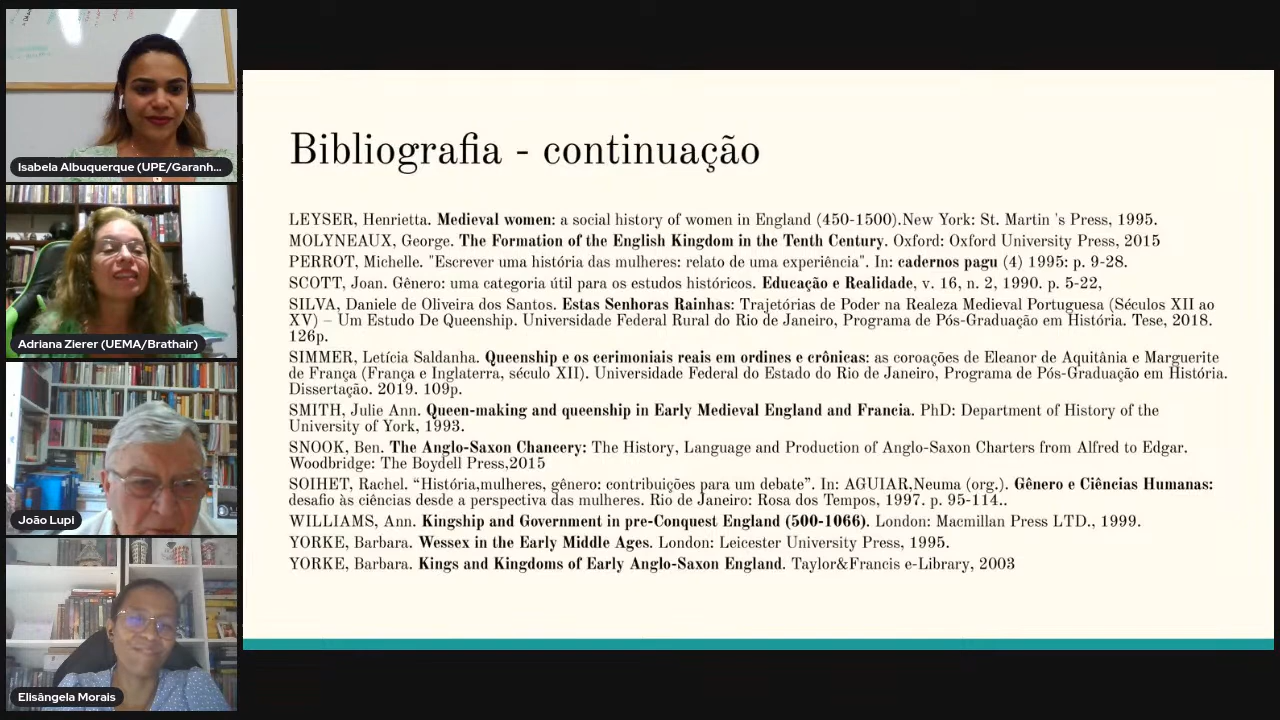 Isabela Albuquerque (UPE/Garanh...
Adriana Zierer (UEMA/Brathair)
João Lupi
Elisângela Morais
Bibliografia - continuação
LEYSER, Henrietta. Medieval women: a social history of women in England (450-1500).New York: St. Martin 's Press, 1995.
MOLYNEAUX, George. The Formation of the English Kingdom in the Tenth Century. Oxford: Oxford University Press, 2015
PERROT, Michelle. "Escrever uma história das mulheres: relato de uma experiência". In: cadernos pagu (4) 1995: p. 9-28.
SCOTT, Joan. Gênero: uma categoria útil para os estudos históricos. Educação e Realidade, v. 16, n. 2, 1990. p. 5-22,
SILVA, Daniele de Oliveira dos Santos. Estas Senhoras Rainhas: Trajetórias de Poder na Realeza Medieval Portuguesa (Séculos XII ao
XV) – Um Estudo De Queenship. Universidade Federal Rural do Rio de Janeiro, Programa de Pós-Graduação em História. Tese, 2018.
126p.
SIMMER, Letícia Saldanha. Queenship e os cerimoniais reais em ordines e crônicas: as coroações de Eleanor de Aquitânia e Marguerite
de França (França e Inglaterra, século XII). Universidade Federal do Estado do Rio de Janeiro, Programa de Pós-Graduação em História.
Dissertação. 2019. 109p.
SMITH, Julie Ann. Queen-making and queenship in Early Medieval England and Francia. PhD: Department of History of the
University of York, 1993.
SNOOK, Ben. The Anglo-Saxon Chancery: The History, Language and Production of Anglo-Saxon Charters from Alfred to Edgar.
Woodbridge: The Boydell Press,2015
SOIHET, Rachel. “História,mulheres, gênero: contribuições para um debate”. In: AGUIAR,Neuma (org.). Gênero e Ciências Humanas:
desafio às ciências desde a perspectiva das mulheres. Rio de Janeiro: Rosa dos Tempos, 1997. p. 95-114..
WILLIAMS, Ann. Kingship and Government in pre-Conquest England (500-1066). London: Macmillan Press LTD., 1999.
YORKE, Barbara. Wessex in the Early Middle Ages. London: Leicester University Press, 1995.
YORKE, Barbara. Kings and Kingdoms of Early Anglo-Saxon England. Taylor&Francis e-Library, 2003